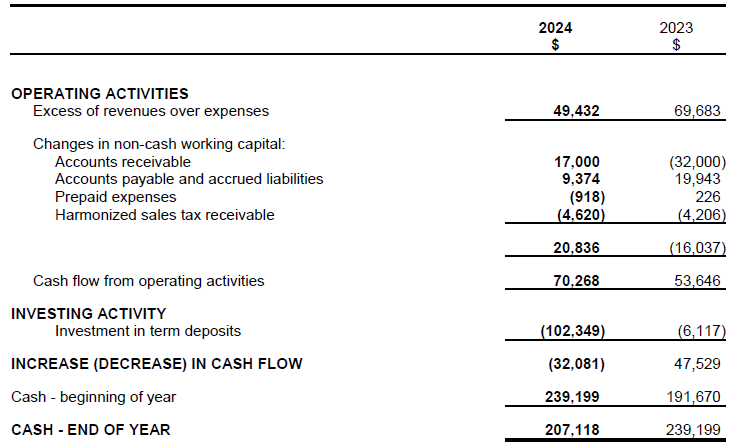 2024 2023
$ $
OPERATING ACTIVITIES
Excess of revenues over expenses 49,432 69,683
Changes in non-cash working capital:
Accounts receivable 17,000 (32,000)
Accounts payable and accrued liabilities 9,374 19,943
Prepaid expenses (918) 226
Harmonized sales tax receivable (4,620) (4,206)
20,836 (16,037)
Cash flow from operating activities 70,268 53,646
INVESTING ACTIVITY
Investment in term deposits (102,349) (6,117)
INCREASE (DECREASE) IN CASH FLOW (32,081) 47,529
Cash - beginning of year 239,199 191,670
CASH - END OF YEAR 207,118 239,199